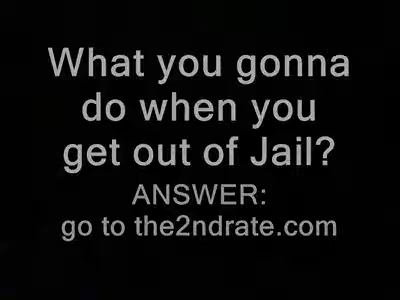 What you gonna
do when you
get out of Jail?
ANSWER:
go to the2ndrate.com